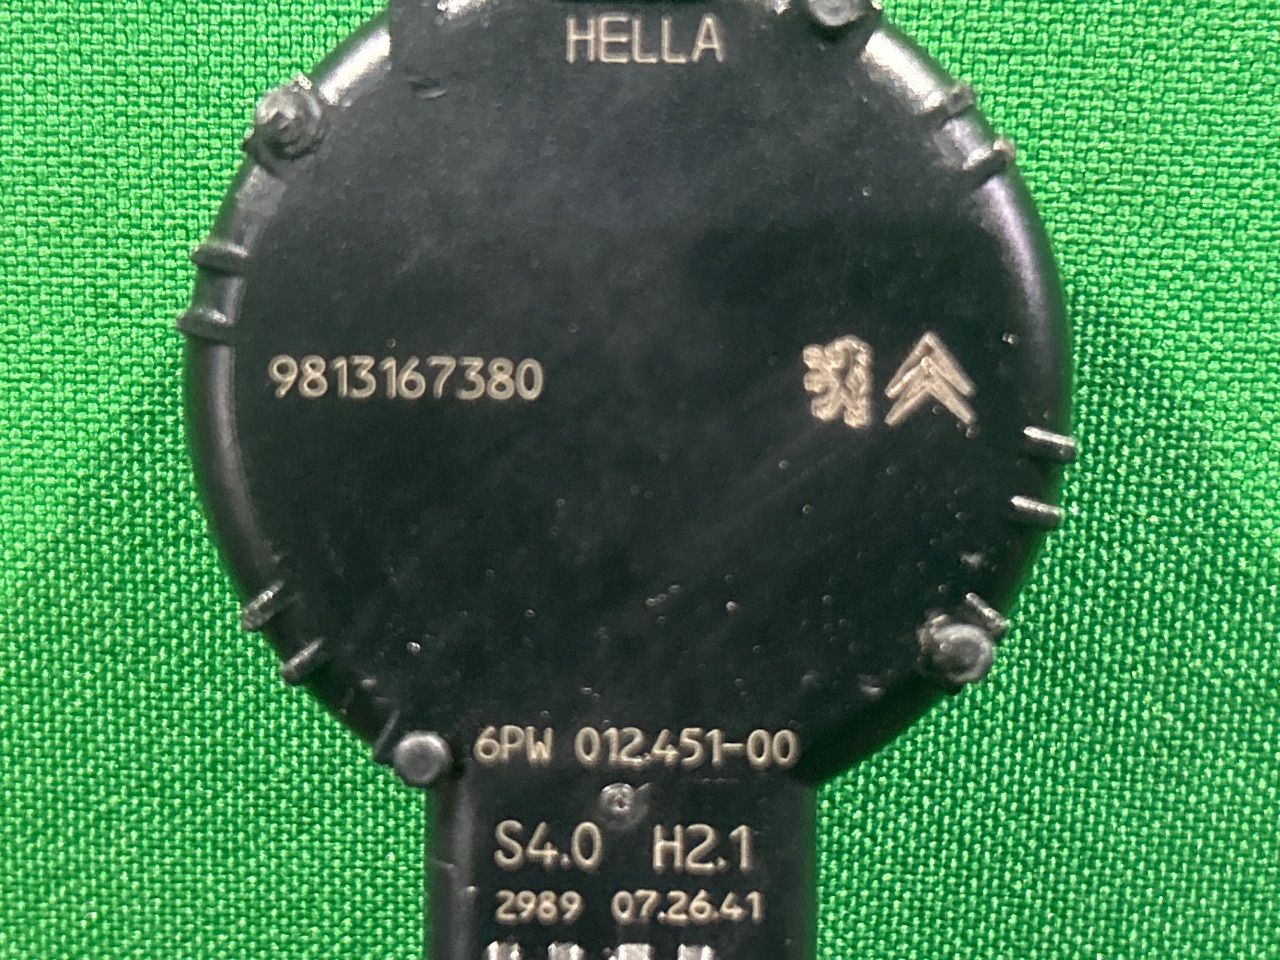 HELLA
9813167380
6PW 012.451-00
S4.0 H2.1
2989 07.26.41